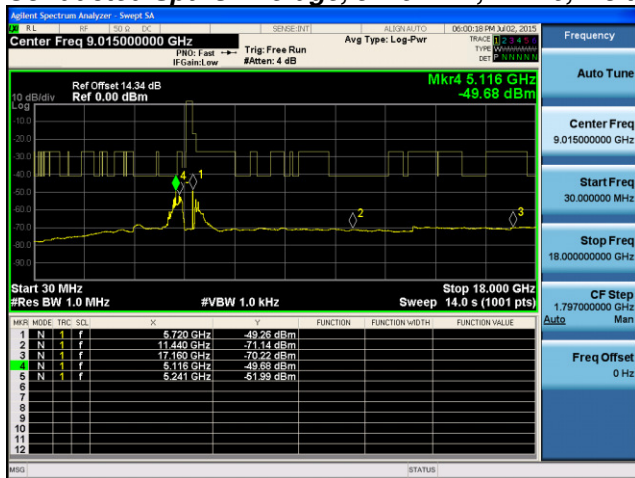 Agilent Spectrum Analyzer - Swept SA
RL RF 50 Ω DC SENSE:INT ALIGN AUTO 06:00:18 PM Jul 02, 2015
Center Freq 9.015000000 GHz
PNO: Fast
IFGain:Low
Trig: Free Run
#Atten: 4 dB
Avg Type: Log-Pwr
TRACE 1 2 3 4 5 6
TYPE
DET P N N N N N
Ref Offset 14.34 dB
10 dB/div Ref 0.00 dBm
Log
Mkr4 5.116 GHz
-49.68 dBm
-10.0
-20.0
-30.0
-40.0
-50.0
-60.0
-70.0
-80.0
-90.0
4 1
2
3
Start 30 MHz
Stop 18.000 GHz
#Res BW 1.0 MHz #VBW 1.0 kHz Sweep 14.0 s (1001 pts)
MKR MODE TRC SCL X Y FUNCTION FUNCTION WIDTH FUNCTION VALUE
1 N 1 f 5.720 GHz -49.26 dBm
2 N 1 f 11.440 GHz -71.14 dBm
3 N 1 f 17.160 GHz -70.22 dBm
4 N 1 f 5.116 GHz -49.68 dBm
5 N 1 f 5.241 GHz -51.99 dBm
6
7
8
9
10
11
12
MSG STATUS
Frequency
Auto Tune
Center Freq
9.015000000 GHz
Start Freq
30.000000 MHz
Stop Freq
18.000000000 GHz
CF Step
1.797000000 GHz
Auto Man
Freq Offset
0 Hz